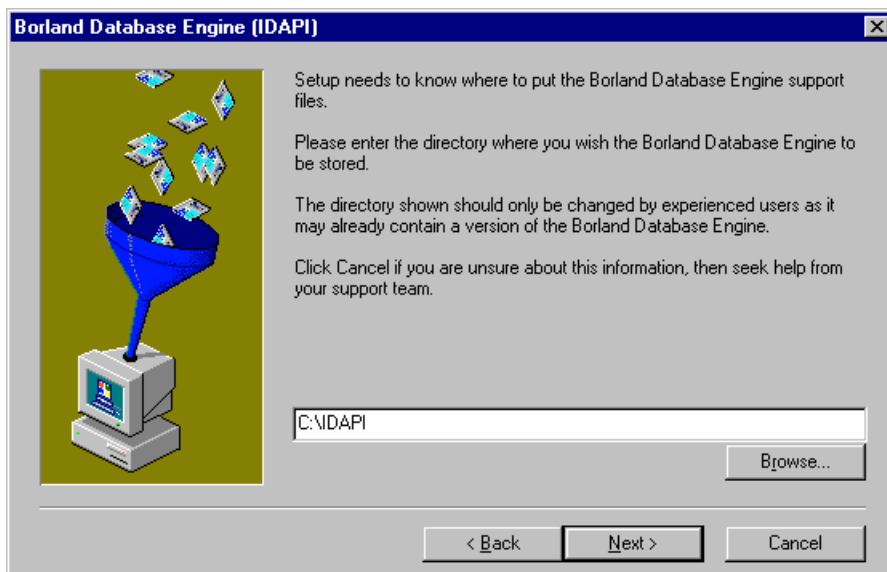 Borland Database Engine (IDAPI)
Setup needs to know where to put the Borland Database Engine support
files.
Please enter the directory where you wish the Borland Database Engine to
be stored.
The directory shown should only be changed by experienced users as it
may already contain a version of the Borland Database Engine.
Click Cancel if you are unsure about this information, then seek help from
your support team.
C:\IDAPI
Browse...
< Back
Next >
Cancel